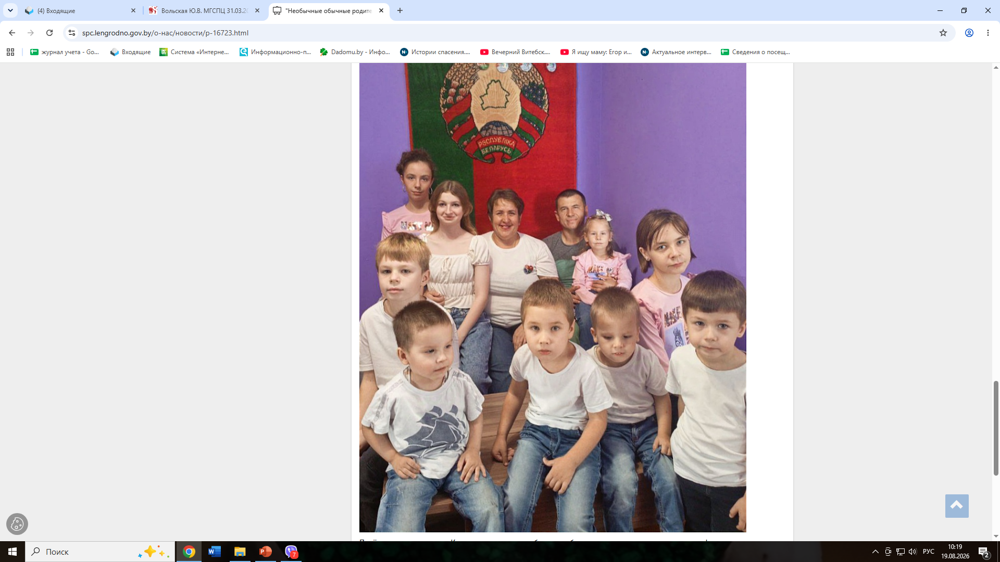 (4) Входящие
Вольская Ю.В. МГСПЦ 31.03.20
"Необычные обычные родите
spc.lengrodno.gov.by/о-нас/новости/p-16723.html
журнал учета - Go...
Входящие
Система «Интерне...
Информационно-п...
Dadomu.by - Инфо...
Истории спасения....
Вечерний Витебск....
Я ищу маму: Егор и...
Актуальное интерв...
Сведения о посещ...
РЭСПУБЛІКА
БЕЛАРУСЬ
Поиск
7
РУС
10:19
19.08.2026
2